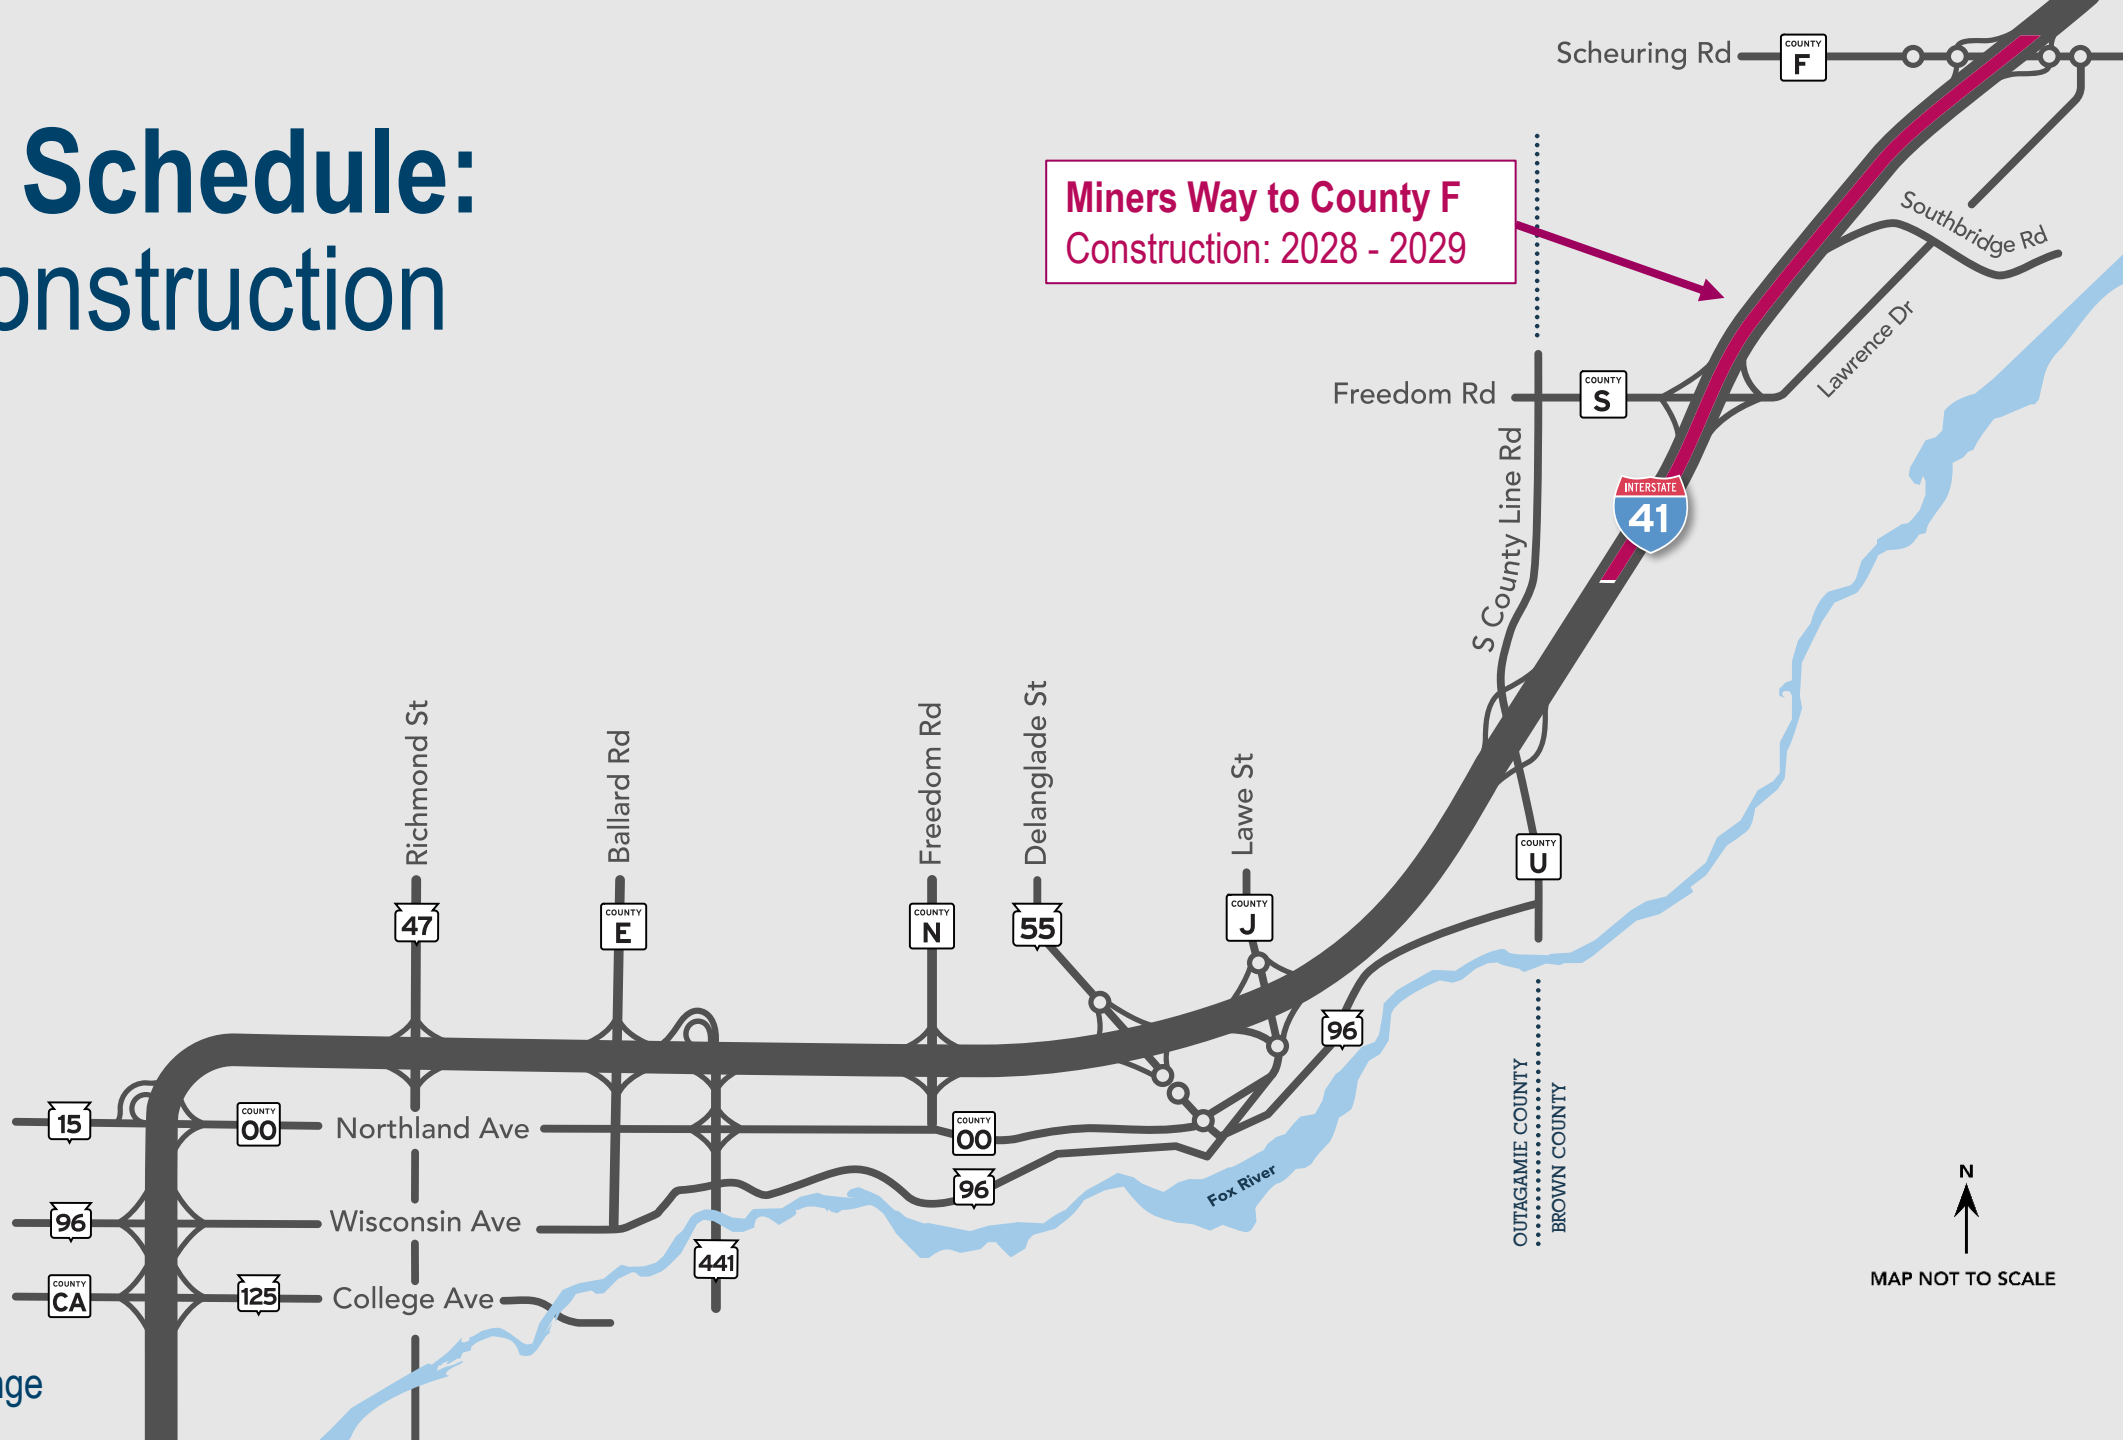 Scheuring Rd
COUNTY
F
Schedule:
onstruction
Miners Way to County F
Construction: 2028 - 2029
Southbridge Rd
Lawrence Dr
Freedom Rd
COUNTY
S
S County Line Rd
INTERSTATE
41
Richmond St
Ballard Rd
Freedom Rd
Delanglade St
Lawe St
COUNTY
U
47
COUNTY
E
COUNTY
N
55
COUNTY
J
96
15
COUNTY
OO
Northland Ave
COUNTY
OO
96
Wisconsin Ave
96
Fox River
441
COUNTY
CA
125
College Ave
OUTAGAMIE COUNTY
BROWN COUNTY
N
MAP NOT TO SCALE
nge